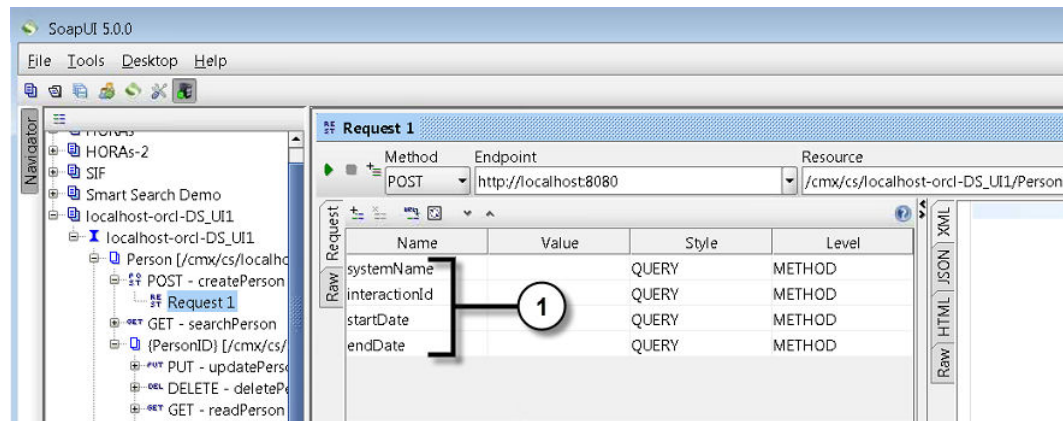 SoapUI 5.0.0
File Tools Desktop Help
Navigator
HORAs-2
SIF
Smart Search Demo
localhost-orcl-DS_UI1
localhost-orcl-DS_UI1
Person [/cmx/cs/localho
POST - createPerson
Request 1
GET - searchPerson
{PersonID} [/cmx/cs/
PUT - updatePerso
DELETE - deletePe
GET - readPerson
Request 1
Method Endpoint Resource
POST http://localhost:8080 /cmx/cs/localhost-orcl-DS_UI1/Person
Request
Raw
Name Value Style Level
systemName QUERY METHOD
interactionId QUERY METHOD
startDate QUERY METHOD
endDate QUERY METHOD
1
XML
JSON
HTML
Raw